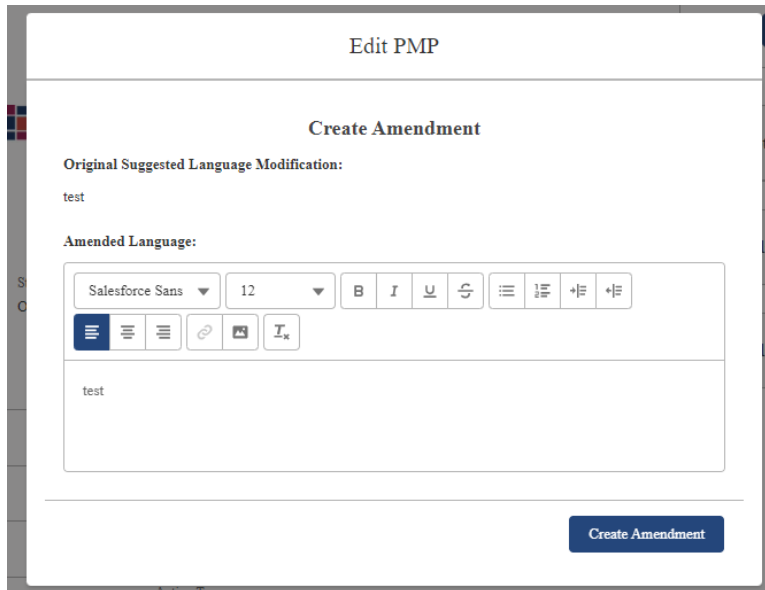 Edit PMP
Create Amendment
Original Suggested Language Modification:
test
Amended Language:
Salesforce Sans 12 B I U S
test
Create Amendment